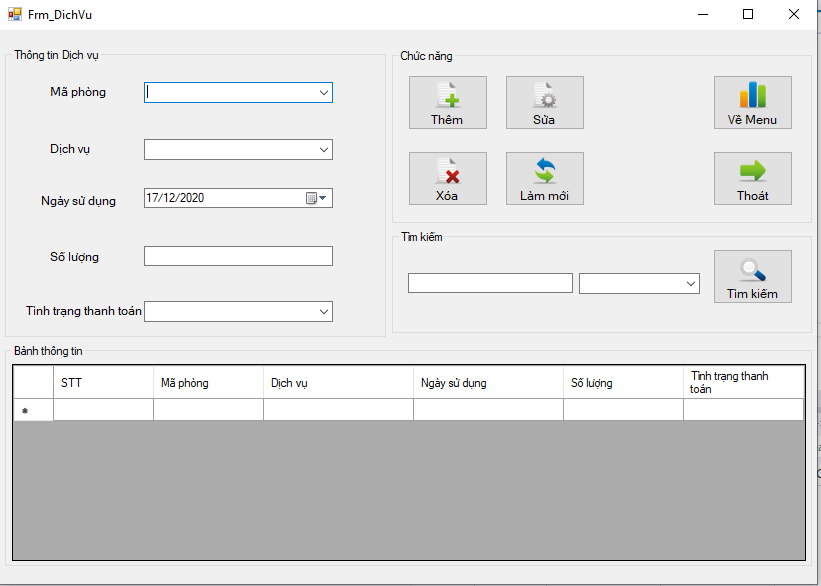 Frm_DichVu
Thông tin Dịch vụ
Mã phòng
Dịch vụ
Ngày sử dụng
17/12/2020
Số lượng
Tình trạng thanh toán
Chức năng
Thêm
Sửa
Về Menu
Xóa
Làm mới
Thoát
Tìm kiếm
Tìm kiếm
Bảnh thông tin
STT
Mã phòng
Dịch vụ
Ngày sử dụng
Số lượng
Tình trạng thanh
toán